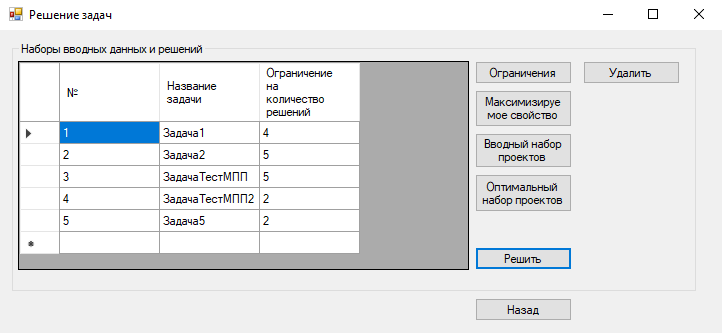 Решение задач
Наборы вводных данных и решений
№ Название задачи Ограничение на количество решений
1 Задача1 4
2 Задача2 5
3 ЗадачаТестМПП 5
4 ЗадачаТестМПП2 2
5 Задача5 2
Ограничения
Удалить
Максимизируе
мое свойство
Вводный набор
проектов
Оптимальный
набор проектов
Решить
Назад